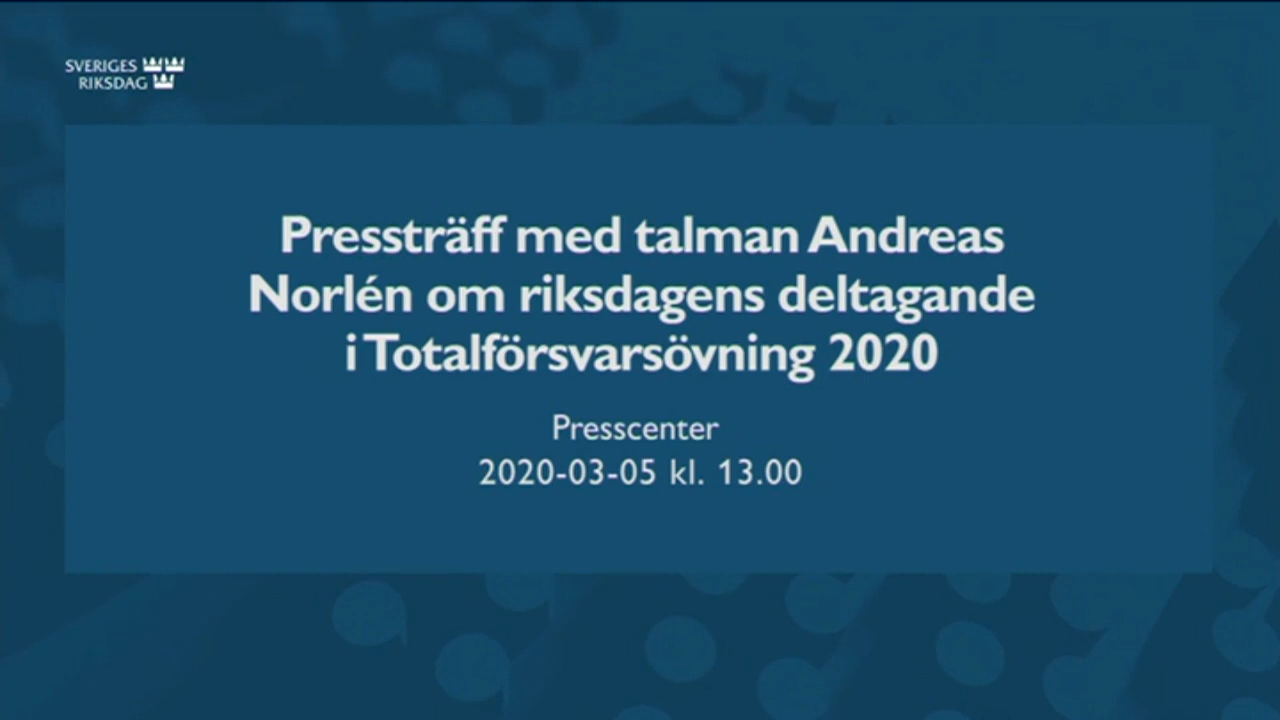 SVERIGES
RIKSDAG
Pressträff med talman Andreas
Norlén om riksdagens deltagande
i Totalförsvarsövning 2020
Presscenter
2020-03-05 kl. 13.00